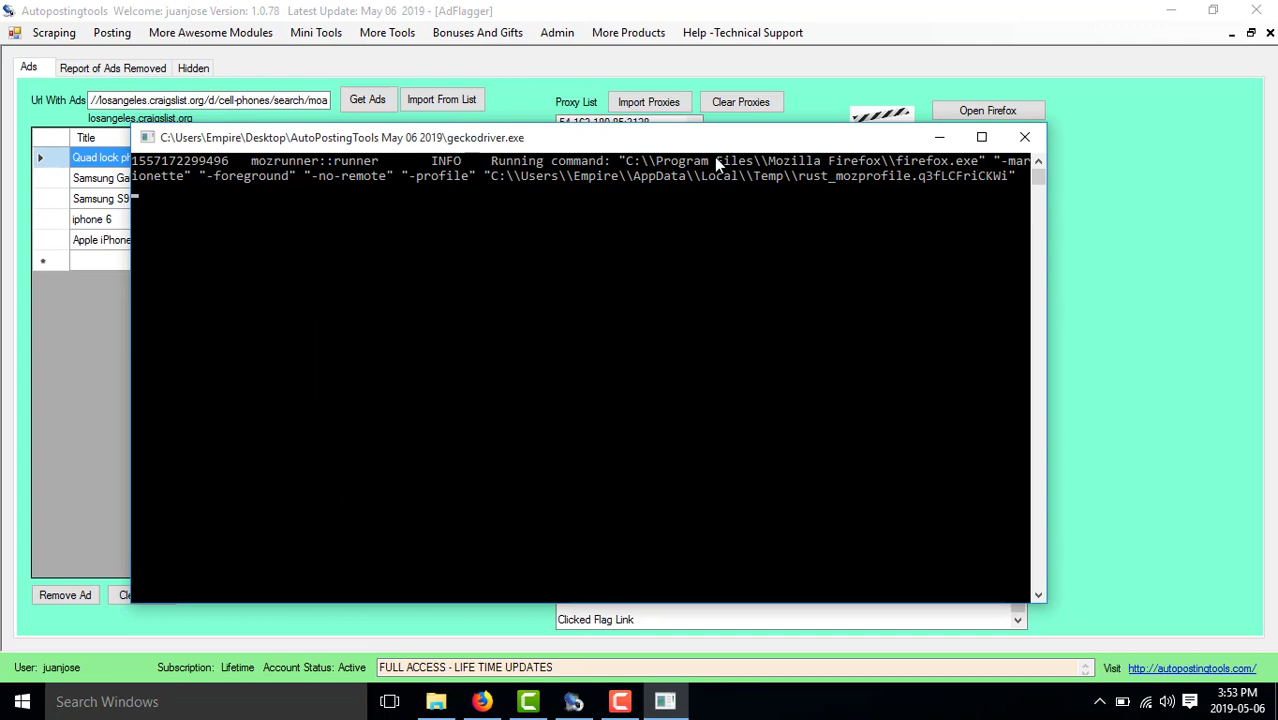 Autopostingtools Welcome: juanjose Version: 1.0.78 Latest Update: May 06 2019 - [AdFlagger]
Scraping Posting More Awesome Modules Mini Tools More Tools Bonuses And Gifts Admin More Products Help -Technical Support
Ads Report of Ads Removed Hidden
Url With Ads //losangeles.craigslist.org/d/cell-phones/search/moa Get Ads Import From List Proxy List Import Proxies Clear Proxies Open Firefox
losangeles.craigslist.org
54.162.180.85:3128
Title
C:\Users\Empire\Desktop\AutoPostingTools May 06 2019\geckodriver.exe
Quad lock ph
Samsung Ga
Samsung S9
iphone 6
Apple iPhone
*
1557172299496 mozrunner::runner INFO Running command: "C:\\Program Files\\Mozilla Firefox\\firefox.exe" "-mar
ionette" "-foreground" "-no-remote" "-profile" "C:\\Users\\Empire\\AppData\\Local\\Temp\\rust_mozprofile.q3fLCFriCKWi"
Remove Ad Cle
Clicked Flag Link
User: juanjose Subscription: Lifetime Account Status: Active FULL ACCESS - LIFE TIME UPDATES Visit http://autopostingtools.com/
Search Windows
3:53 PM
2019-05-06